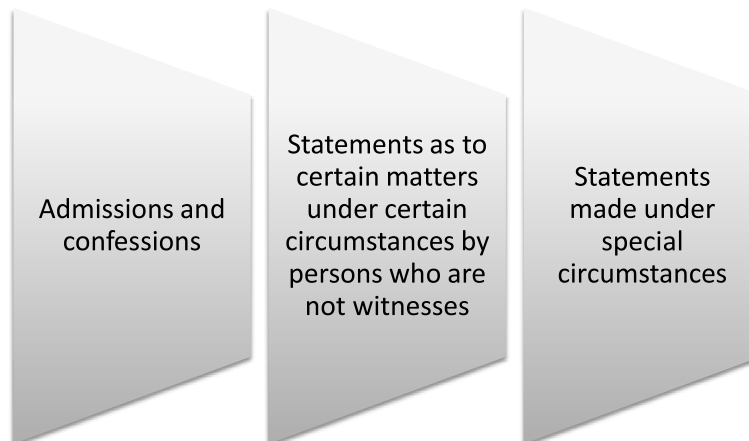 Admissions and
confessions
Statements as to
certain matters
under certain
circumstances by
persons who are
not witnesses
Statements
made under
special
circumstances